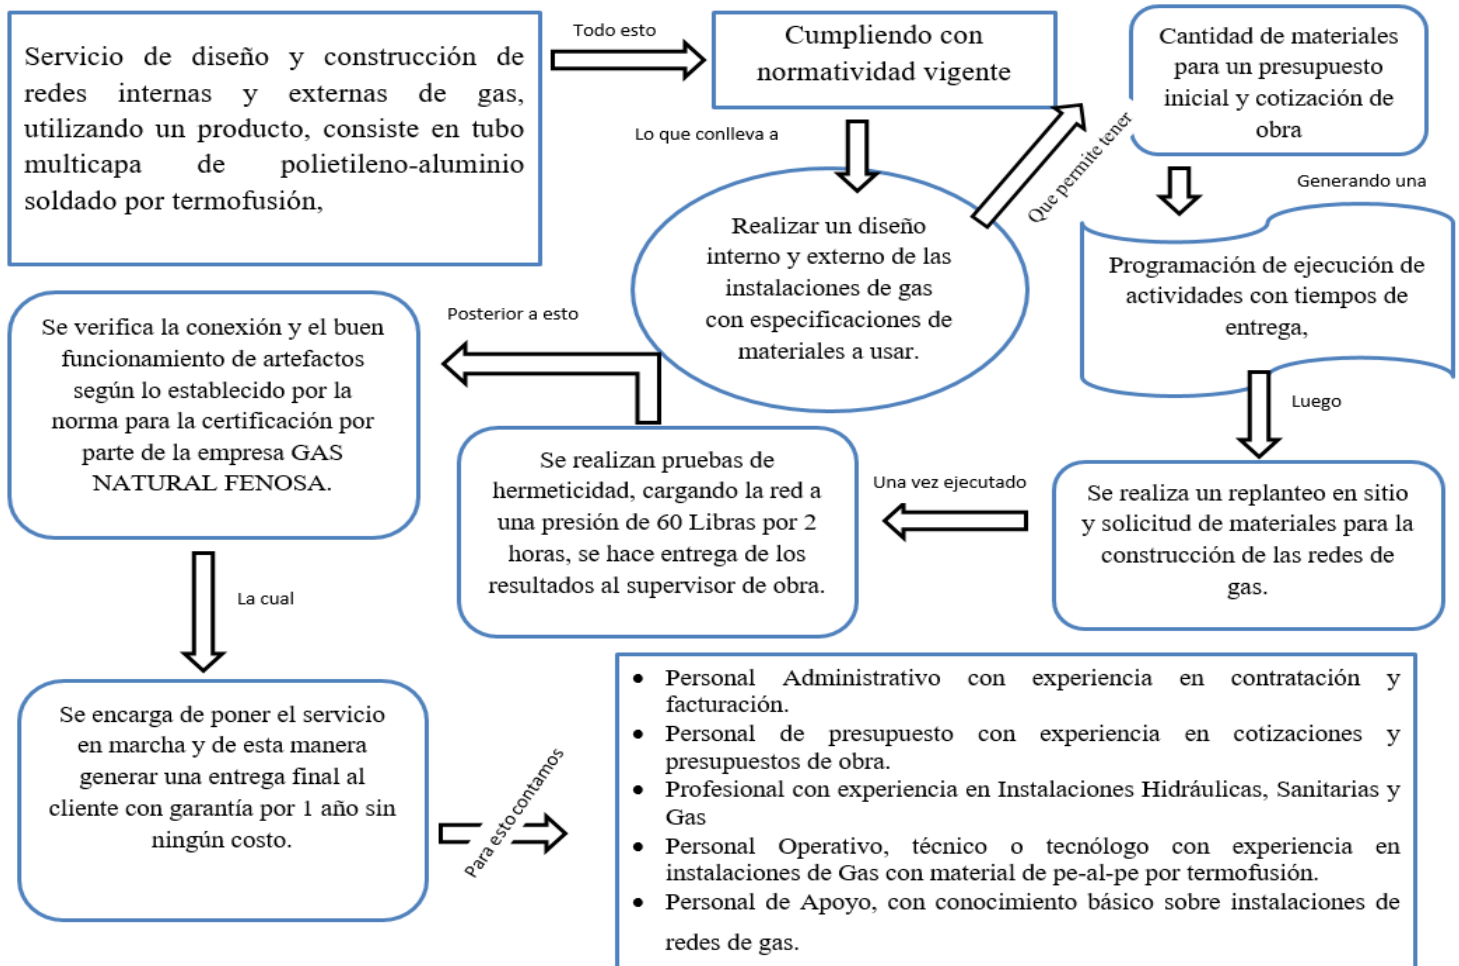 Servicio de diseño y construcción de
redes internas y externas de gas,
utilizando un producto, consiste en tubo
multicapa de polietileno-aluminio
soldado por termofusión,
Todo esto
Cumpliendo con
normatividad vigente
Lo que conlleva a
Realizar un diseño
interno y externo de las
instalaciones de gas
con especificaciones de
materiales a usar.
Que permite tener
Cantidad de materiales
para un presupuesto
inicial y cotización de
obra
Generando una
Programación de ejecución de
actividades con tiempos de
entrega,
Luego
Se realiza un replanteo en sitio
y solicitud de materiales para la
construcción de las redes de
gas.
Una vez ejecutado
Se realizan pruebas de
hermeticidad, cargando la red a
una presión de 60 Libras por 2
horas, se hace entrega de los
resultados al supervisor de obra.
Posterior a esto
Se verifica la conexión y el buen
funcionamiento de artefactos
según lo establecido por la
norma para la certificación por
parte de la empresa GAS
NATURAL FENOSA.
La cual
Se encarga de poner el servicio
en marcha y de esta manera
generar una entrega final al
cliente con garantía por 1 año sin
ningún costo.
Para esto contamos
• Personal Administrativo con experiencia en contratación y
facturación.
• Personal de presupuesto con experiencia en cotizaciones y
presupuestos de obra.
• Profesional con experiencia en Instalaciones Hidráulicas, Sanitarias y
Gas
• Personal Operativo, técnico o tecnólogo con experiencia en
instalaciones de Gas con material de pe-al-pe por termofusión.
• Personal de Apoyo, con conocimiento básico sobre instalaciones de
redes de gas.